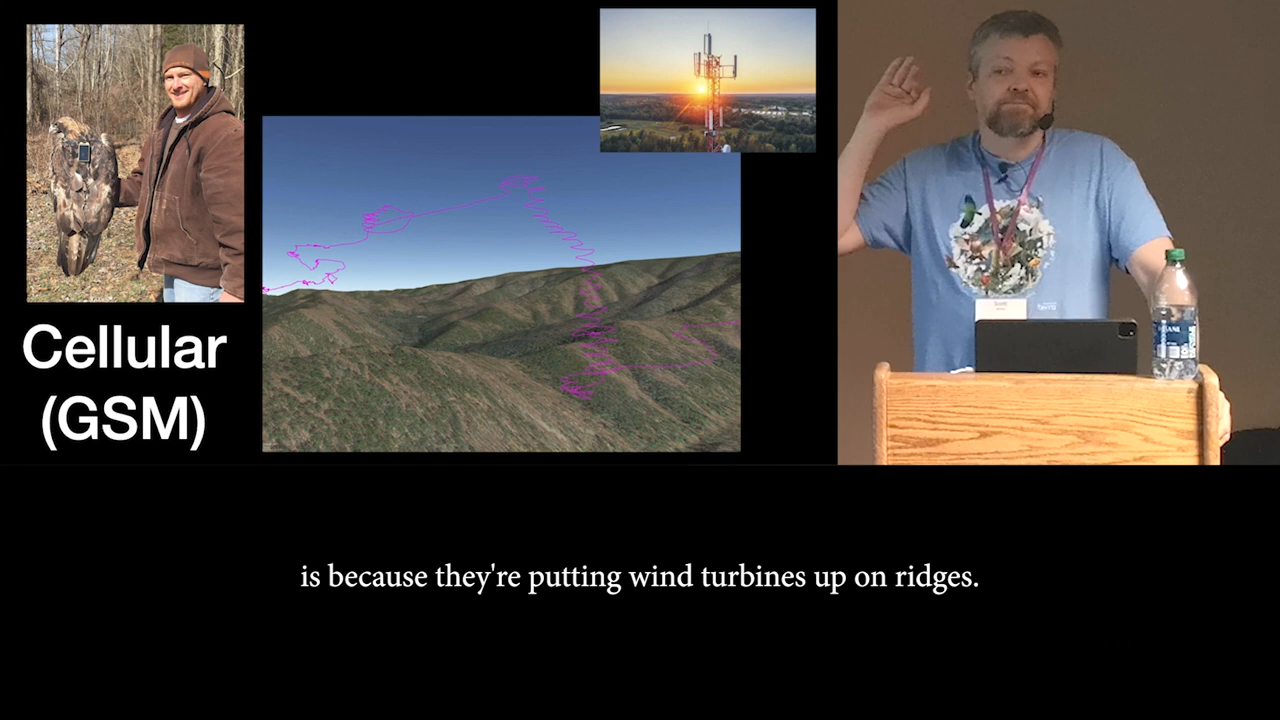 Cellular
(GSM)
is because they're putting wind turbines up on ridges.